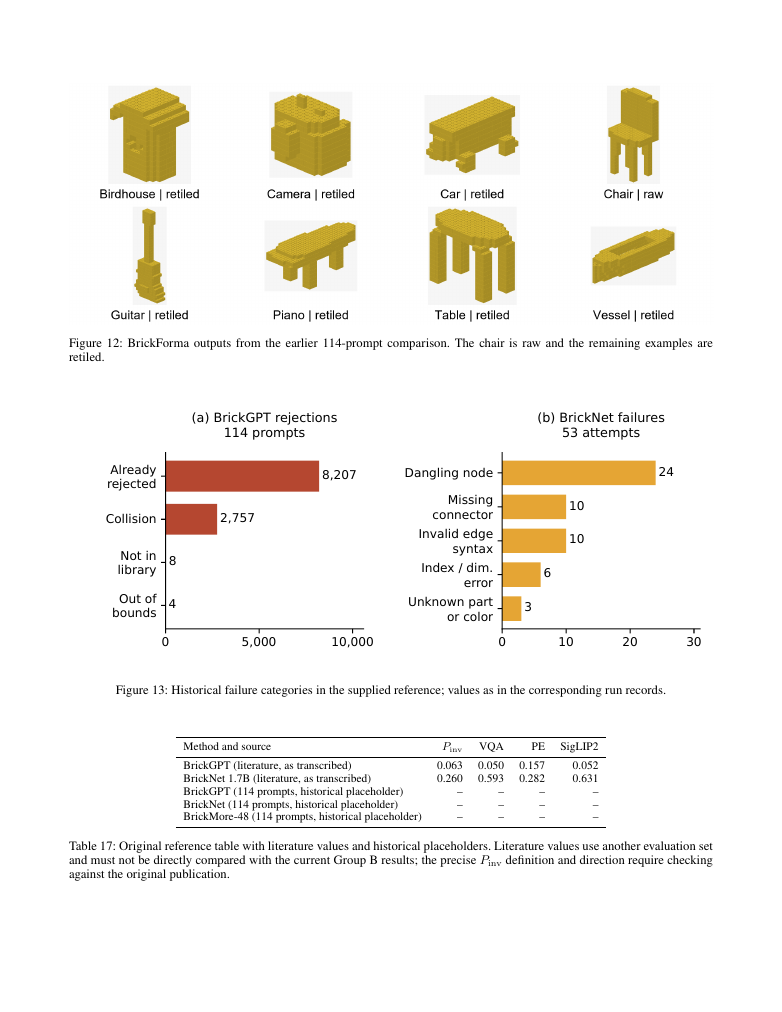 Birdhouse | retiled
Camera | retiled
Car | retiled
Chair | raw
Guitar | retiled
Piano | retiled
Table | retiled
Vessel | retiled
Figure 12: BrickForma outputs from the earlier 114-prompt comparison. The chair is raw and the remaining examples are
retiled.
(a) BrickGPT rejections
114 prompts
Already
rejected
8,207
Collision
2,757
Not in
library
8
Out of
bounds
4
0
5,000
10,000
(b) BrickNet failures
53 attempts
Dangling node
24
Missing
connector
10
Invalid edge
syntax
10
Index / dim.
error
6
Unknown part
or color
3
0
10
20
30
Figure 13: Historical failure categories in the supplied reference; values as in the corresponding run records.
Method and source P_inv VQA PE SigLIP2
BrickGPT (literature, as transcribed) 0.063 0.050 0.157 0.052
BrickNet 1.7B (literature, as transcribed) 0.260 0.593 0.282 0.631
BrickGPT (114 prompts, historical placeholder) – – – –
BrickNet (114 prompts, historical placeholder) – – – –
BrickMore-48 (114 prompts, historical placeholder) – – – –
Table 17: Original reference table with literature values and historical placeholders. Literature values use another evaluation set
and must not be directly compared with the current Group B results; the precise P_inv definition and direction require checking
against the original publication.